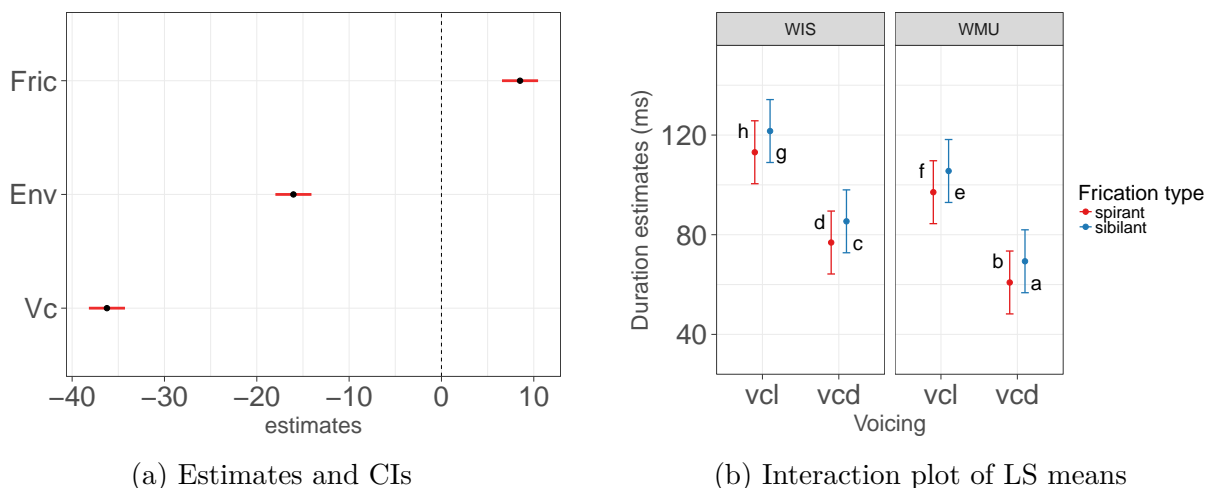 Fric
Env
Vc
−40 −30 −20 −10 0 10
estimates
(a) Estimates and CIs
WIS WMU
Duration estimates (ms)
120
80
40
h
g
d
c
f
e
b
a
vcl vcd vcl vcd
Voicing
Frication type
spirant
sibilant
(b) Interaction plot of LS means